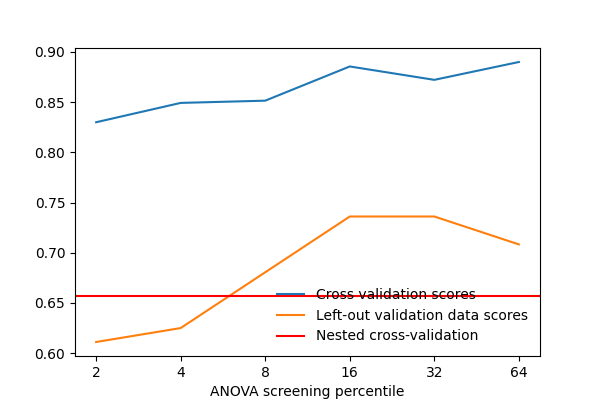 0.90
0.85
0.80
0.75
0.70
0.65
0.60
Cross validation scores
Left-out validation data scores
Nested cross-validation
2 4 8 16 32 64
ANOVA screening percentile